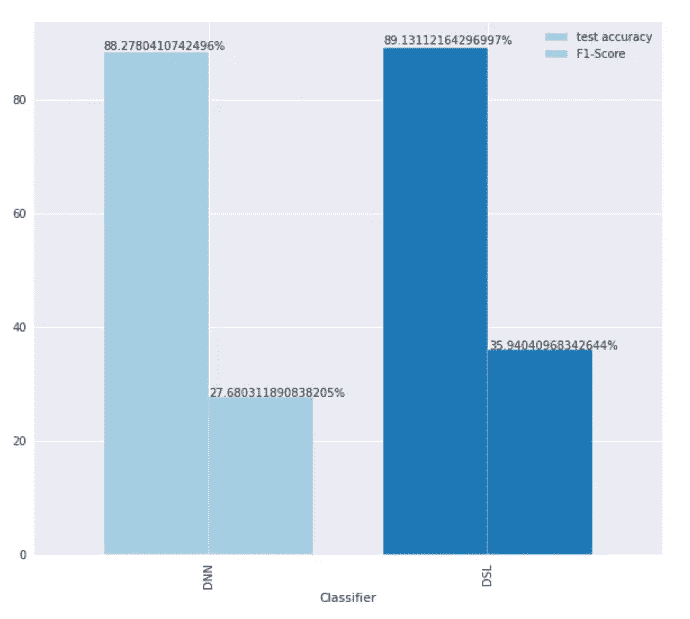 88.2780410742496%
89.13112164296997%
test accuracy
F1-Score
80
60
40
35.94040968342644%
27.680311890838205%
20
0
DNN
DSL
Classifier